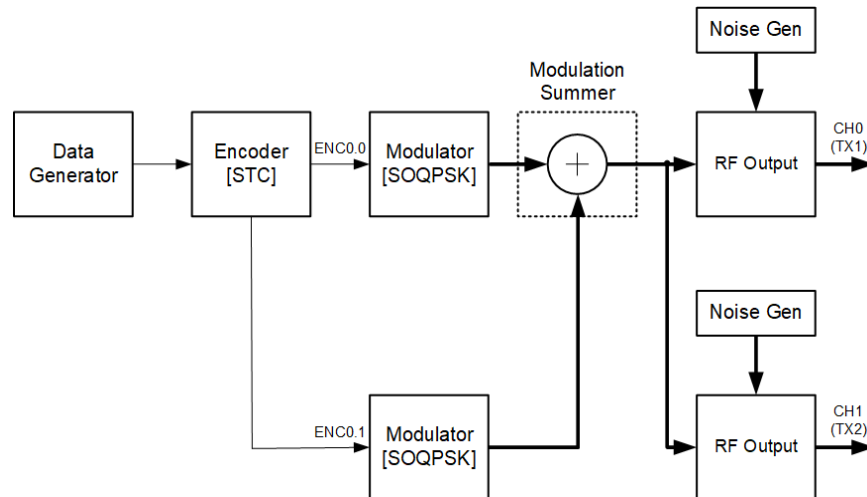 Noise Gen
Modulation
Summer
Data
Generator
Encoder
[STC]
ENC0.0
Modulator
[SOQPSK]
+
RF Output
CH0
(TX1)
Noise Gen
ENC0.1
Modulator
[SOQPSK]
RF Output
CH1
(TX2)